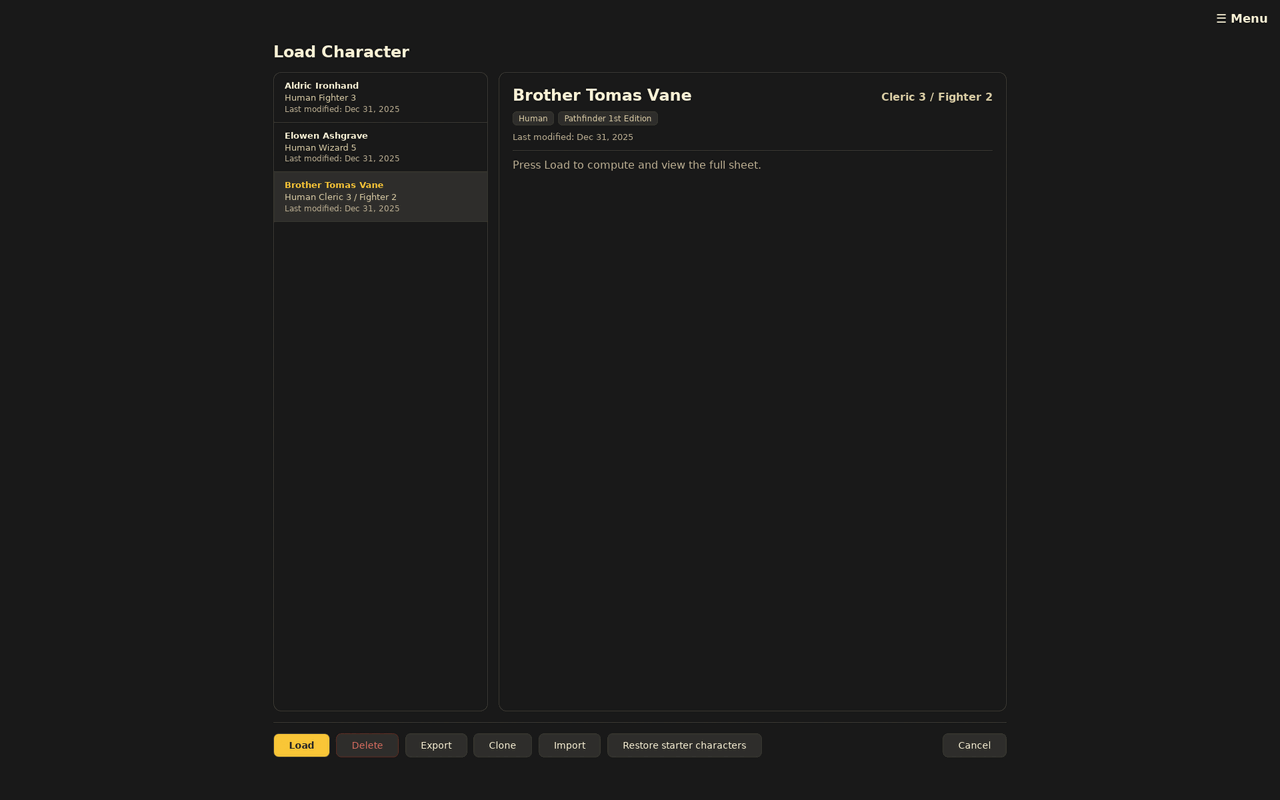 ☰ Menu
Load Character
Aldric Ironhand
Human Fighter 3
Last modified: Dec 31, 2025
Elowen Ashgrave
Human Wizard 5
Last modified: Dec 31, 2025
Brother Tomas Vane
Human Cleric 3 / Fighter 2
Last modified: Dec 31, 2025
Brother Tomas Vane
Cleric 3 / Fighter 2
Human
Pathfinder 1st Edition
Last modified: Dec 31, 2025
Press Load to compute and view the full sheet.
Load
Delete
Export
Clone
Import
Restore starter characters
Cancel